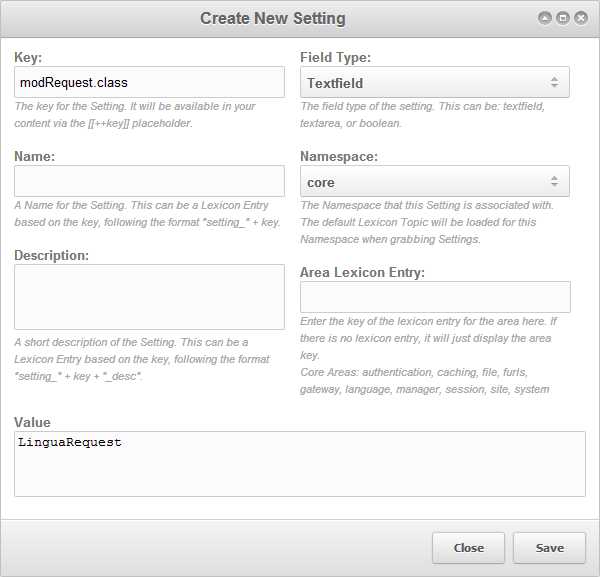 Create New Setting
Key:
modRequest.class
The key for the Setting. It will be available in your
content via the [[++key]] placeholder.
Name:
A Name for the Setting. This can be a Lexicon Entry
based on the key, following the format "setting_" + key.
Description:
A short description of the Setting. This can be a
Lexicon Entry based on the key, following the format
"setting_" + key + "_desc".
Field Type:
Textfield
The field type of the setting. This can be: textfield,
textarea, or boolean.
Namespace:
core
The Namespace that this Setting is associated with.
The default Lexicon Topic will be loaded for this
Namespace when grabbing Settings.
Area Lexicon Entry:
Enter the key of the lexicon entry for the area here. If
there is no lexicon entry, it will just display the area
key.
Core Areas: authentication, caching, file, furls,
gateway, language, manager, session, site, system
Value
LinguaRequest
Close
Save